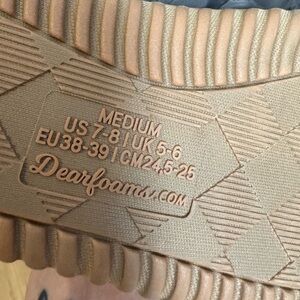 MEDIUM
US 7-8 | UK 5-6
EU 38-39 | CM 24,5-25
Dearfoams.COM